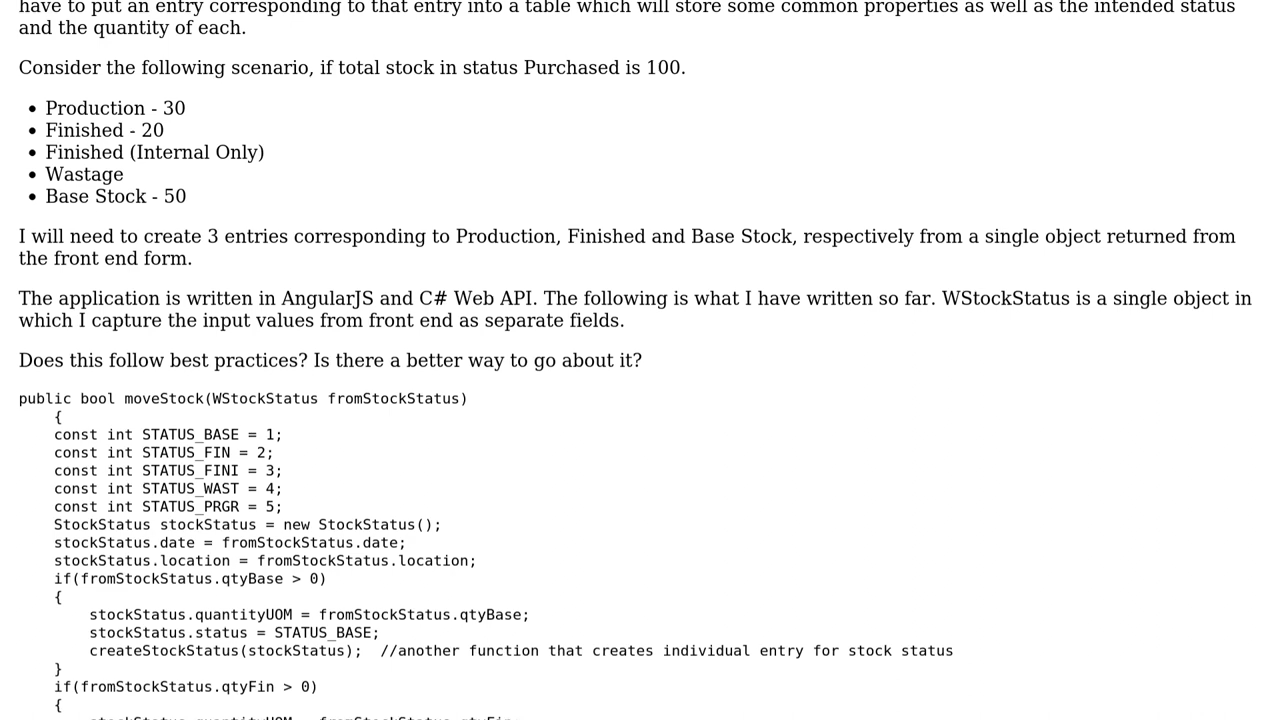 have to put an entry corresponding to that entry into a table which will store some common properties as well as the intended status
and the quantity of each.
Consider the following scenario, if total stock in status Purchased is 100.
• Production - 30
• Finished - 20
• Finished (Internal Only)
• Wastage
• Base Stock - 50
I will need to create 3 entries corresponding to Production, Finished and Base Stock, respectively from a single object returned from
the front end form.
The application is written in AngularJS and C# Web API. The following is what I have written so far. WStockStatus is a single object in
which I capture the input values from front end as separate fields.
Does this follow best practices? Is there a better way to go about it?
public bool moveStock(WStockStatus fromStockStatus)
    {
    const int STATUS_BASE = 1;
    const int STATUS_FIN = 2;
    const int STATUS_FINI = 3;
    const int STATUS_WAST = 4;
    const int STATUS_PRGR = 5;
    StockStatus stockStatus = new StockStatus();
    stockStatus.date = fromStockStatus.date;
    stockStatus.location = fromStockStatus.location;
    if(fromStockStatus.qtyBase > 0)
    {
        stockStatus.quantityUOM = fromStockStatus.qtyBase;
        stockStatus.status = STATUS_BASE;
        createStockStatus(stockStatus);  //another function that creates individual entry for stock status
    }
    if(fromStockStatus.qtyFin > 0)
    {
        stockStatus.quantityUOM = fromStockStatus.qtyFin;